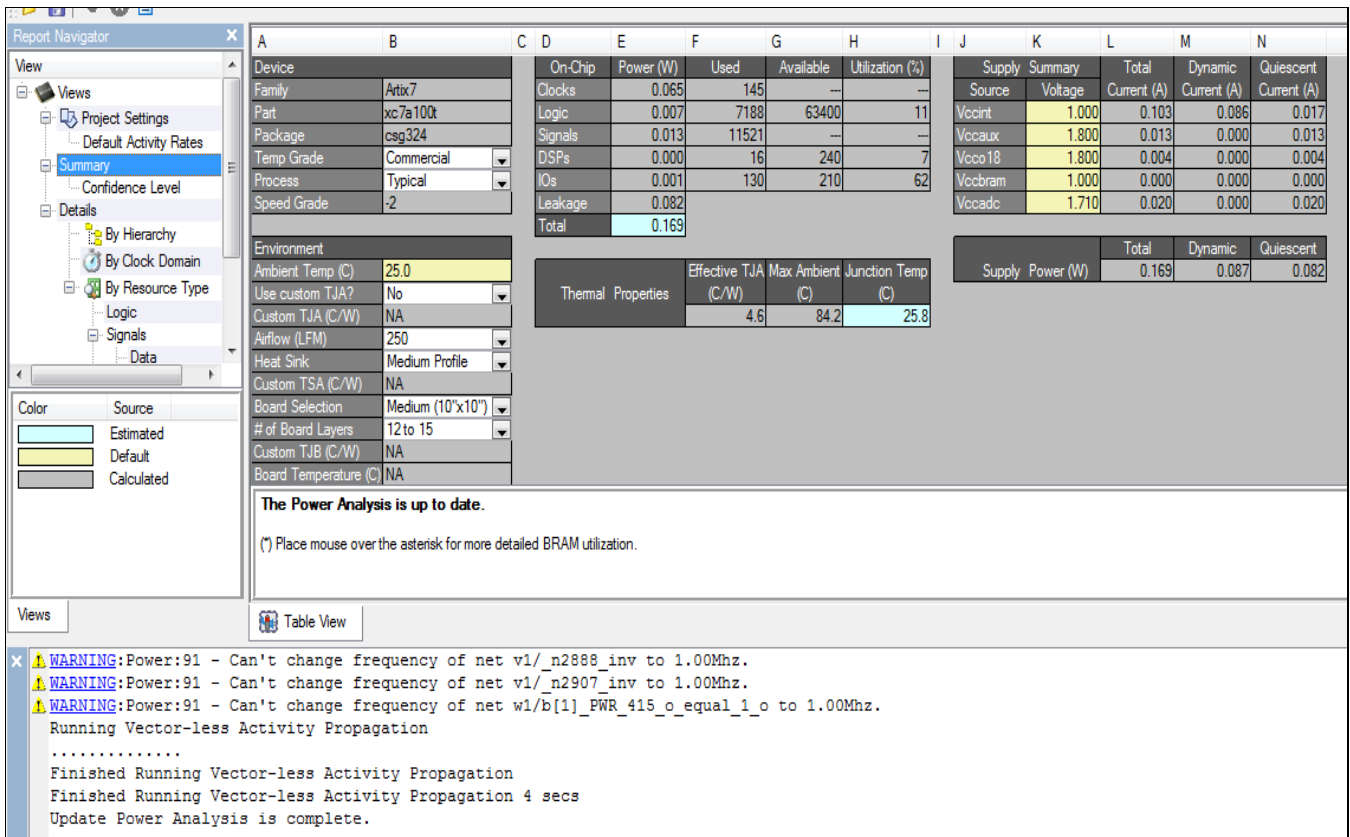 Report Navigator
View
Views
Project Settings
Default Activity Rates
Summary
Confidence Level
Details
By Hierarchy
By Clock Domain
By Resource Type
Logic
Signals
Data
Color Source
Estimated
Default
Calculated
Views
A B C D E F G H I J K L M N
Device
Family Artix7
Part xc7a100t
Package csg324
Temp Grade Commercial
Process Typical
Speed Grade -2
Environment
Ambient Temp (C) 25.0
Use custom TJA? No
Custom TJA (C/W) NA
Airflow (LFM) 250
Heat Sink Medium Profile
Custom TSA (C/W) NA
Board Selection Medium (10"x10")
# of Board Layers 12 to 15
Custom TJB (C/W) NA
Board Temperature (C) NA
On-Chip Power (W) Used Available Utilization (%)
Clocks 0.065 145 --- ---
Logic 0.007 7188 63400 11
Signals 0.013 11521 --- ---
DSPs 0.000 16 240 7
IOs 0.001 130 210 62
Leakage 0.082
Total 0.169
Effective TJA Max Ambient Junction Temp
Thermal Properties (C/W) (C) (C)
4.6 84.2 25.8
Supply Summary Total Dynamic Quiescent
Source Voltage Current (A) Current (A) Current (A)
Vccint 1.000 0.103 0.086 0.017
Vccaux 1.800 0.013 0.000 0.013
Vcco18 1.800 0.004 0.000 0.004
Vccbram 1.000 0.000 0.000 0.000
Vccadc 1.710 0.020 0.000 0.020
Total Dynamic Quiescent
Supply Power (W) 0.169 0.087 0.082
The Power Analysis is up to date.
(*) Place mouse over the asterisk for more detailed BRAM utilization.
Table View
WARNING:Power:91 - Can't change frequency of net v1/_n2888_inv to 1.00Mhz.
WARNING:Power:91 - Can't change frequency of net v1/_n2907_inv to 1.00Mhz.
WARNING:Power:91 - Can't change frequency of net w1/b[1]_PWR_415_o_equal_1_o to 1.00Mhz.
Running Vector-less Activity Propagation
..............
Finished Running Vector-less Activity Propagation
Finished Running Vector-less Activity Propagation 4 secs
Update Power Analysis is complete.